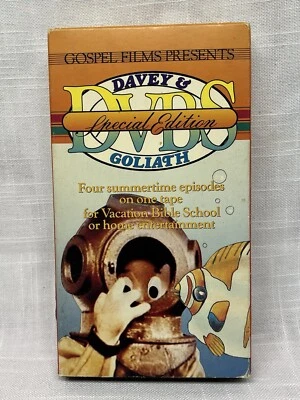 GOSPEL FILMS PRESENTS
DAVEY &
DVBS
Special Edition
GOLIATH
Four summertime episodes
on one tape
for Vacation Bible School
or home entertainment